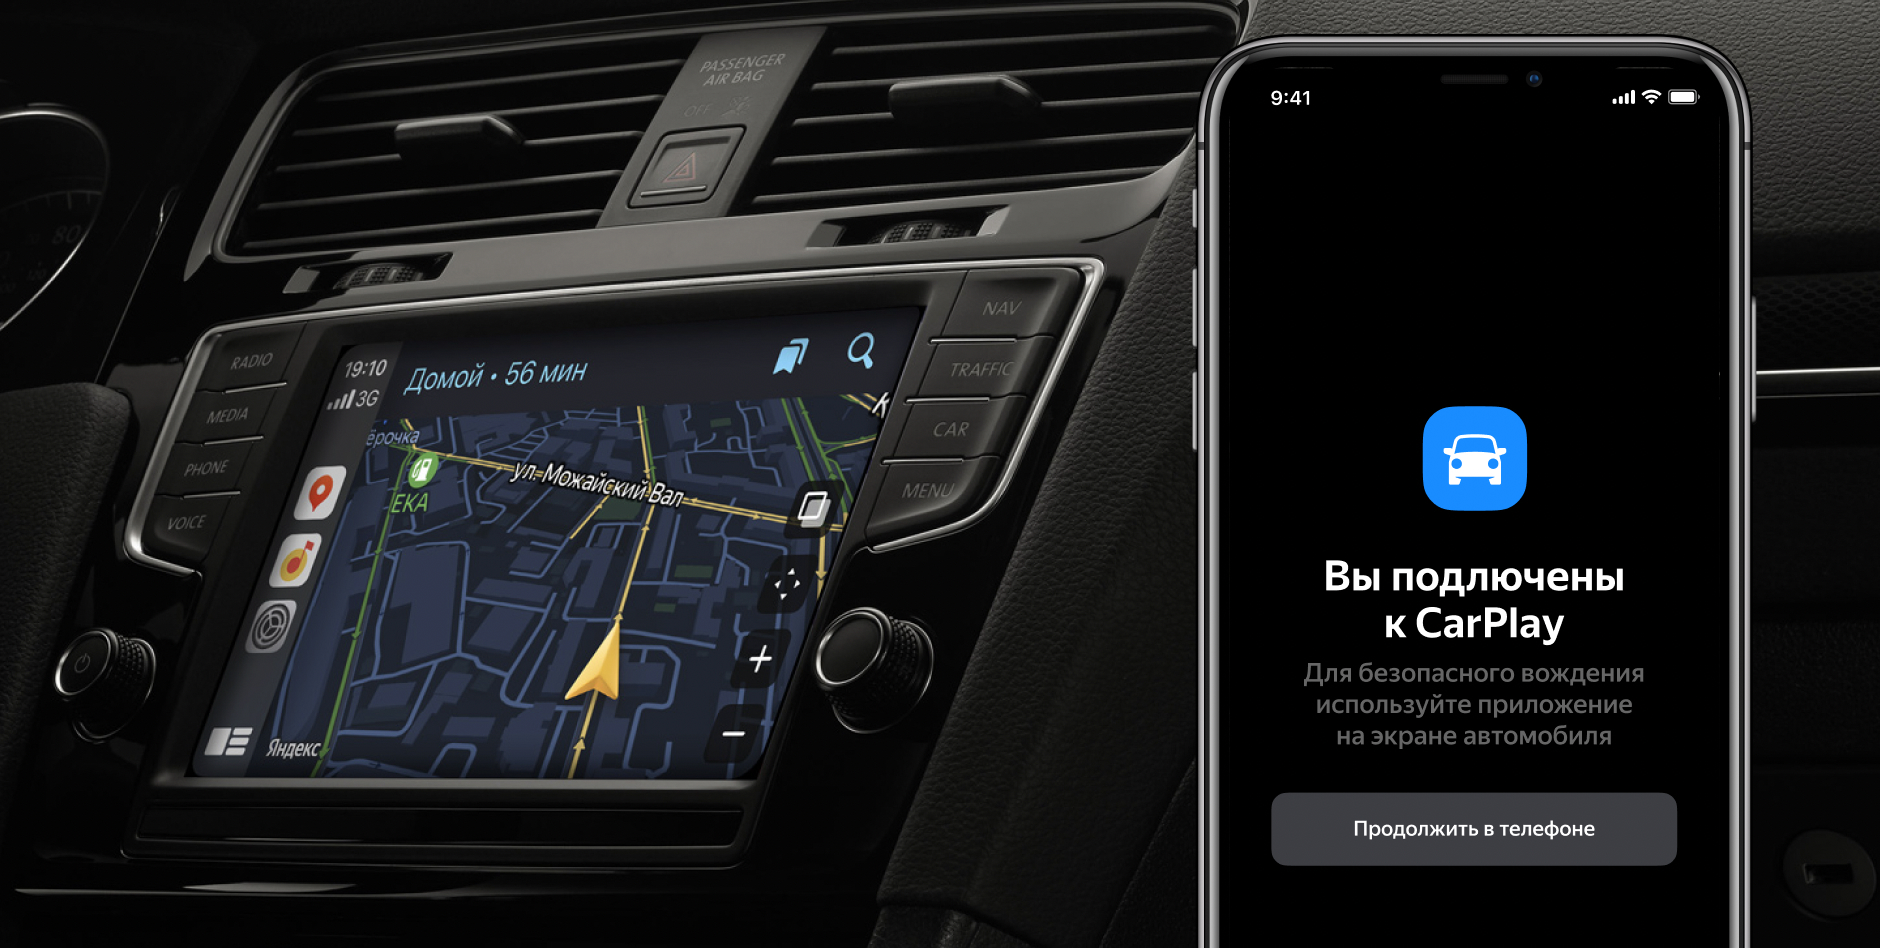 PASSENGER
AIR BAG
OFF
80
RADIO
MEDIA
PHONE
VOICE
NAV
TRAFFIC
CAR
MENU
19:10
3G
Домой • 56 мин
К
ёрочка
ЕКА
ул. Можайский Вал
Яндекс
9:41
Вы подлючены
к CarPlay
Для безопасного вождения
используйте приложение
на экране автомобиля
Продолжить в телефоне